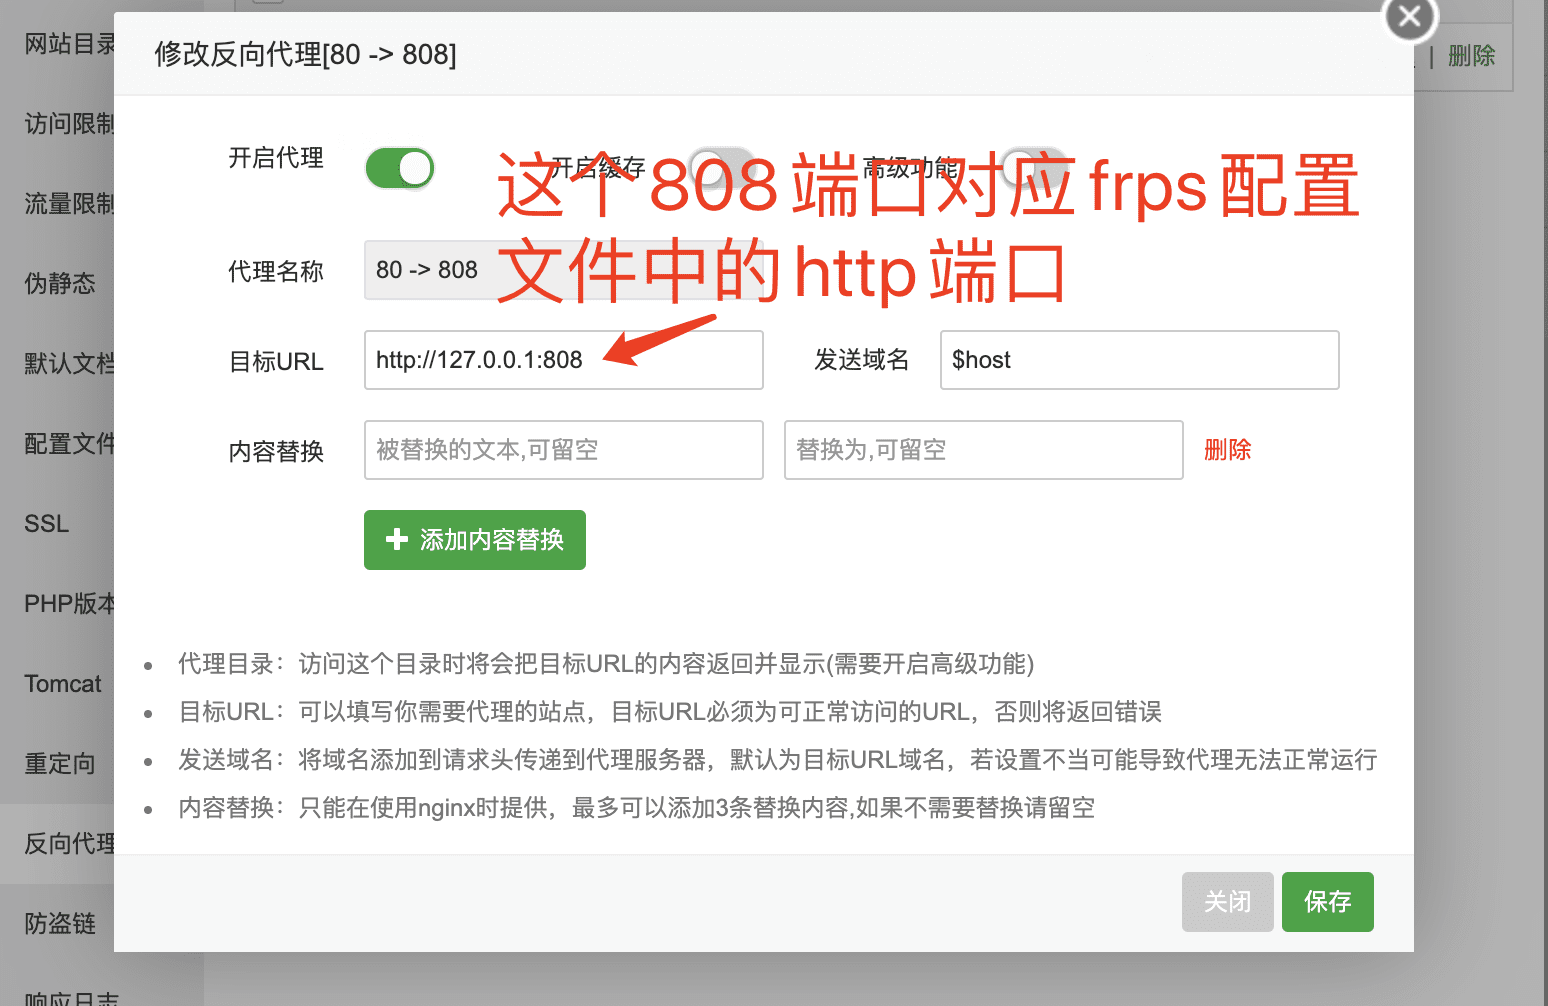 修改反向代理[80 -> 808]
网站目录
| 删除
访问限制
流量限制
伪静态
默认文档
配置文件
SSL
PHP版本
Tomcat
重定向
反向代理
防盗链
响应日志
开启代理
开启缓存
高级功能
这个808端口对应frps配置
文件中的http端口
代理名称
80 -> 808
目标URL
http://127.0.0.1:808
发送域名
$host
内容替换
被替换的文本,可留空
替换为,可留空
删除
添加内容替换
代理目录：访问这个目录时将会把目标URL的内容返回并显示(需要开启高级功能)
目标URL：可以填写你需要代理的站点，目标URL必须为可正常访问的URL，否则将返回错误
发送域名：将域名添加到请求头传递到代理服务器，默认为目标URL域名，若设置不当可能导致代理无法正常运行
内容替换：只能在使用nginx时提供，最多可以添加3条替换内容,如果不需要替换请留空
关闭
保存